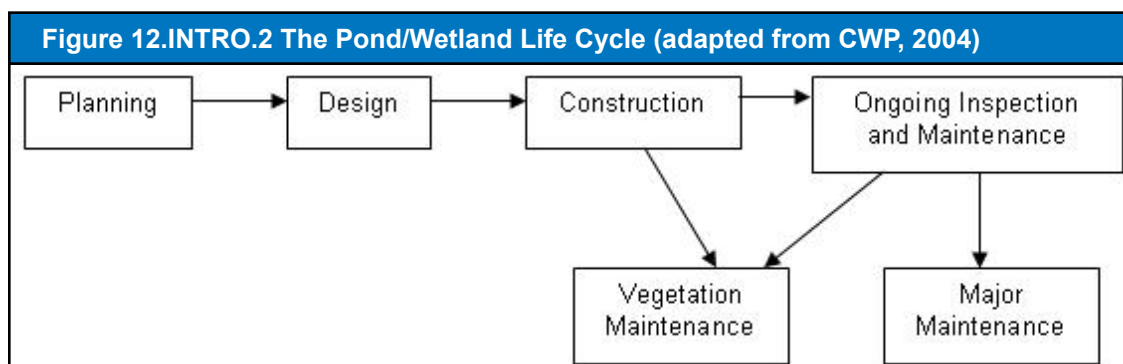 Figure 12.INTRO.2 The Pond/Wetland Life Cycle (adapted from CWP, 2004)
Planning
Design
Construction
Ongoing Inspection
and Maintenance
Vegetation
Maintenance
Major
Maintenance